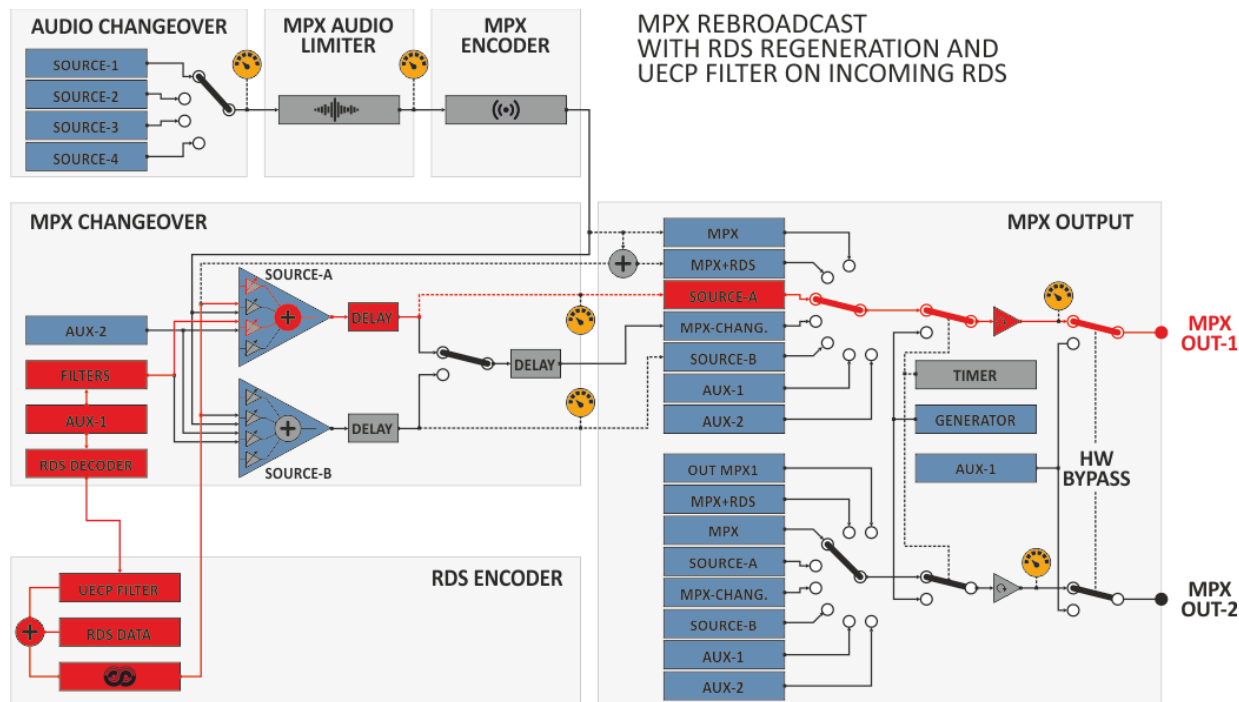 AUDIO CHANGEOVER
SOURCE-1
SOURCE-2
SOURCE-3
SOURCE-4
MPX AUDIO
LIMITER
MPX
ENCODER
MPX REBROADCAST
WITH RDS REGENERATION AND
UECP FILTER ON INCOMING RDS
MPX CHANGEOVER
AUX-2
FILTERS
AUX-1
RDS DECODER
SOURCE-A
DELAY
DELAY
SOURCE-B
DELAY
RDS ENCODER
UECP FILTER
RDS DATA
MPX OUTPUT
MPX
MPX+RDS
SOURCE-A
MPX-CHANG.
SOURCE-B
AUX-1
AUX-2
OUT MPX1
MPX+RDS
MPX
SOURCE-A
MPX-CHANG.
SOURCE-B
AUX-1
AUX-2
TIMER
GENERATOR
AUX-1
HW
BYPASS
MPX
OUT-1
MPX
OUT-2